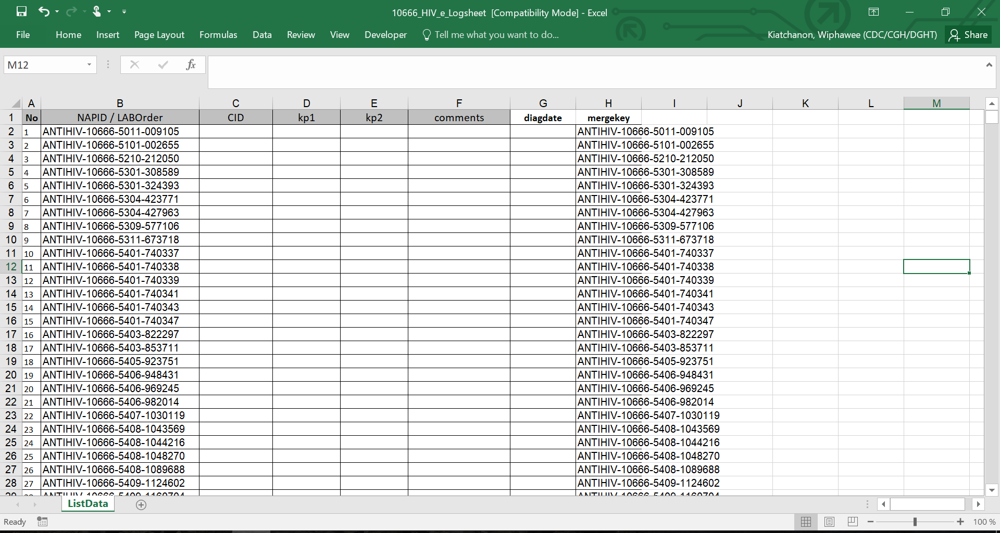 10666_HIV_e_Logsheet [Compatibility Mode] - Excel
File Home Insert Page Layout Formulas Data Review View Developer Tell me what you want to do... Kiatchanon, Wiphawee (CDC/CGH/DGHT) Share
M12 fx
A B C D E F G H I J K L M
1 No NAPID / LABOrder CID kp1 kp2 comments diagdate mergekey
2 1 ANTIHIV-10666-5011-009105 ANTIHIV-10666-5011-009105
3 2 ANTIHIV-10666-5101-002655 ANTIHIV-10666-5101-002655
4 3 ANTIHIV-10666-5210-212050 ANTIHIV-10666-5210-212050
5 4 ANTIHIV-10666-5301-308589 ANTIHIV-10666-5301-308589
6 5 ANTIHIV-10666-5301-324393 ANTIHIV-10666-5301-324393
7 6 ANTIHIV-10666-5304-423771 ANTIHIV-10666-5304-423771
8 7 ANTIHIV-10666-5304-427963 ANTIHIV-10666-5304-427963
9 8 ANTIHIV-10666-5309-577106 ANTIHIV-10666-5309-577106
10 9 ANTIHIV-10666-5311-673718 ANTIHIV-10666-5311-673718
11 10 ANTIHIV-10666-5401-740337 ANTIHIV-10666-5401-740337
12 11 ANTIHIV-10666-5401-740338 ANTIHIV-10666-5401-740338
13 12 ANTIHIV-10666-5401-740339 ANTIHIV-10666-5401-740339
14 13 ANTIHIV-10666-5401-740341 ANTIHIV-10666-5401-740341
15 14 ANTIHIV-10666-5401-740343 ANTIHIV-10666-5401-740343
16 15 ANTIHIV-10666-5401-740347 ANTIHIV-10666-5401-740347
17 16 ANTIHIV-10666-5403-822297 ANTIHIV-10666-5403-822297
18 17 ANTIHIV-10666-5403-853711 ANTIHIV-10666-5403-853711
19 18 ANTIHIV-10666-5405-923751 ANTIHIV-10666-5405-923751
20 19 ANTIHIV-10666-5406-948431 ANTIHIV-10666-5406-948431
21 20 ANTIHIV-10666-5406-969245 ANTIHIV-10666-5406-969245
22 21 ANTIHIV-10666-5406-982014 ANTIHIV-10666-5406-982014
23 22 ANTIHIV-10666-5407-1030119 ANTIHIV-10666-5407-1030119
24 23 ANTIHIV-10666-5408-1043569 ANTIHIV-10666-5408-1043569
25 24 ANTIHIV-10666-5408-1044216 ANTIHIV-10666-5408-1044216
26 25 ANTIHIV-10666-5408-1048270 ANTIHIV-10666-5408-1048270
27 26 ANTIHIV-10666-5408-1089688 ANTIHIV-10666-5408-1089688
28 27 ANTIHIV-10666-5409-1124602 ANTIHIV-10666-5409-1124602
ListData
Ready 100 %